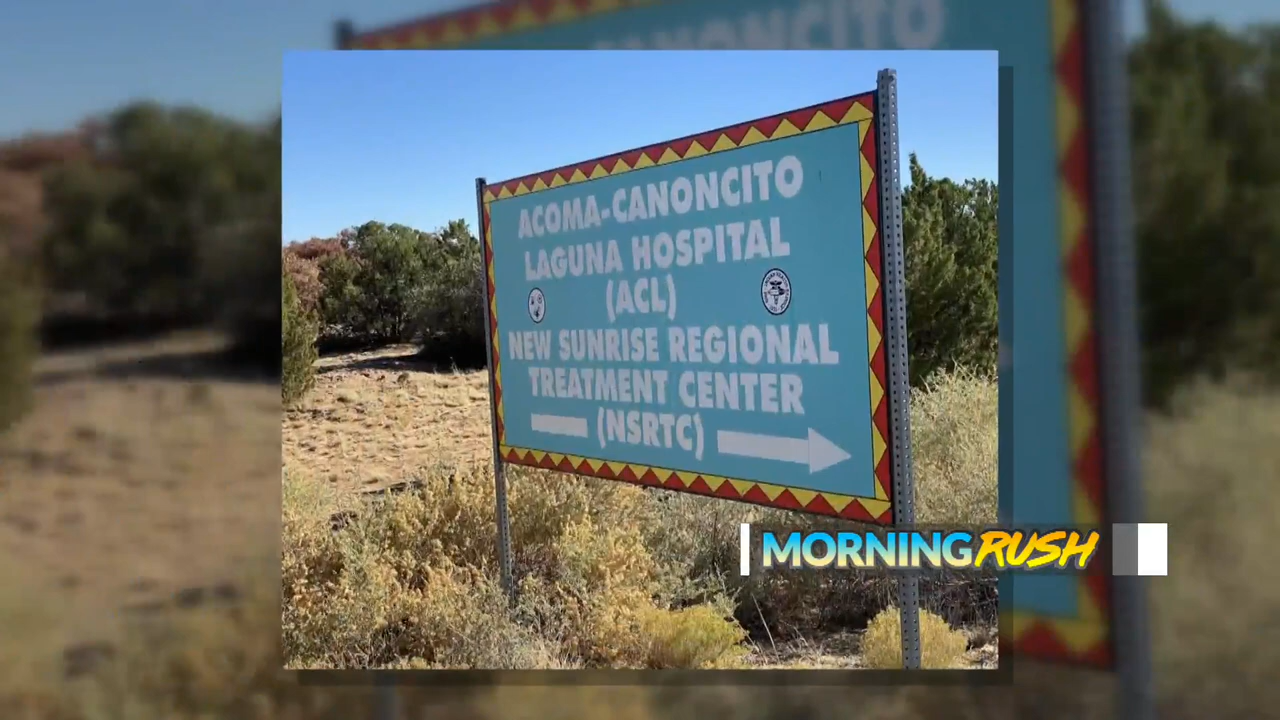 ACOMA-CANONCITO
LAGUNA HOSPITAL
(ACL)
NEW SUNRISE REGIONAL
TREATMENT CENTER
(NSRTC)
MORNING RUSH